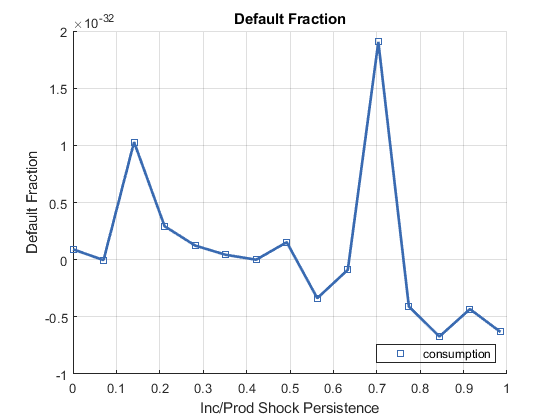 Default Fraction
×10-32
2
1.5
1
0.5
0
-0.5
-1
Default Fraction
0 0.1 0.2 0.3 0.4 0.5 0.6 0.7 0.8 0.9 1
Inc/Prod Shock Persistence
consumption